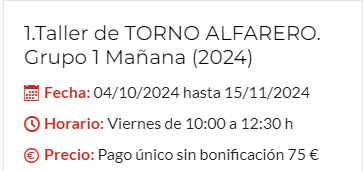 1.Taller de TORNO ALFARERO.
Grupo 1 Mañana (2024)
Fecha: 04/10/2024 hasta 15/11/2024
Horario: Viernes de 10:00 a 12:30 h
Precio: Pago único sin bonificación 75 €